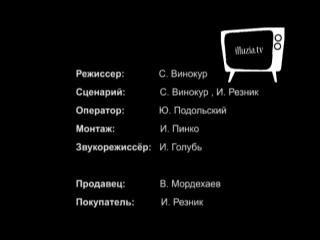 illuzia.tv
Режиссер: С. Винокур
Сценарий: С. Винокур , И. Резник
Оператор: Ю. Подольский
Монтаж: И. Пинко
Звукорежиссёр: И. Голубь
Продавец: В. Мордехаев
Покупатель: И. Резник